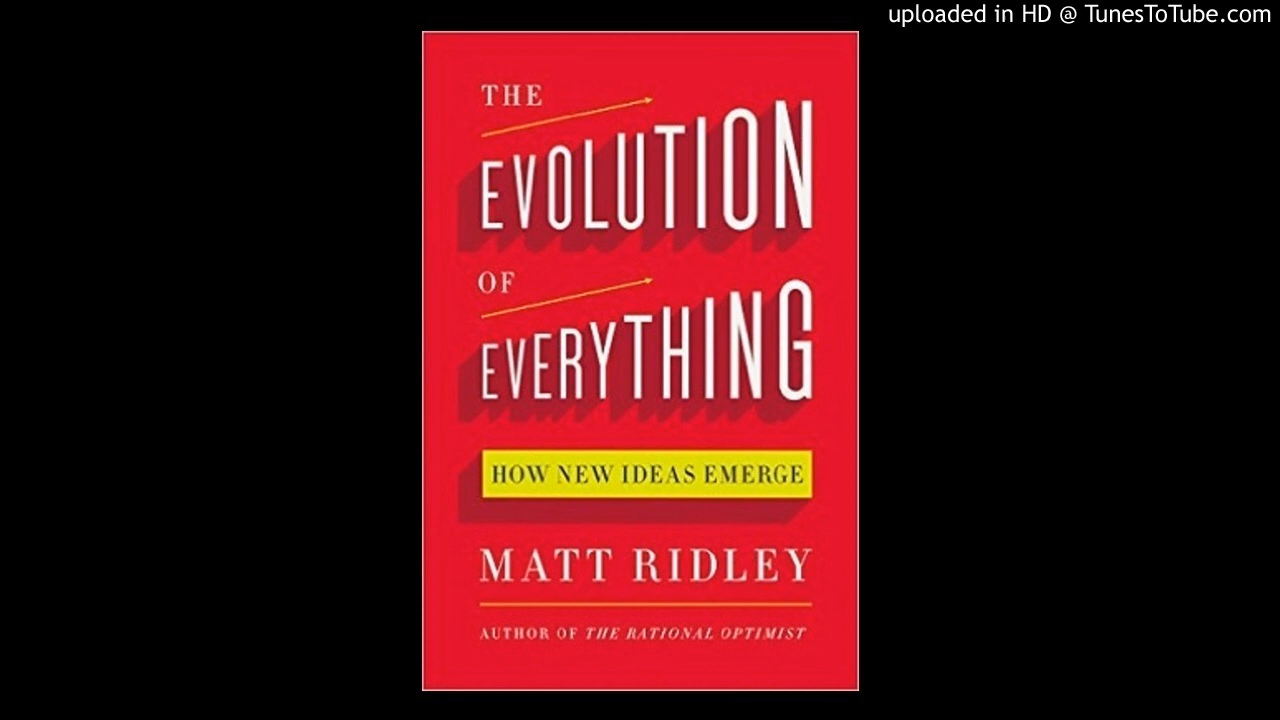 uploaded in HD @ TunesToTube.com
THE
EVOLUTION
OF
EVERYTHING
HOW NEW IDEAS EMERGE
MATT RIDLEY
AUTHOR OF THE RATIONAL OPTIMIST